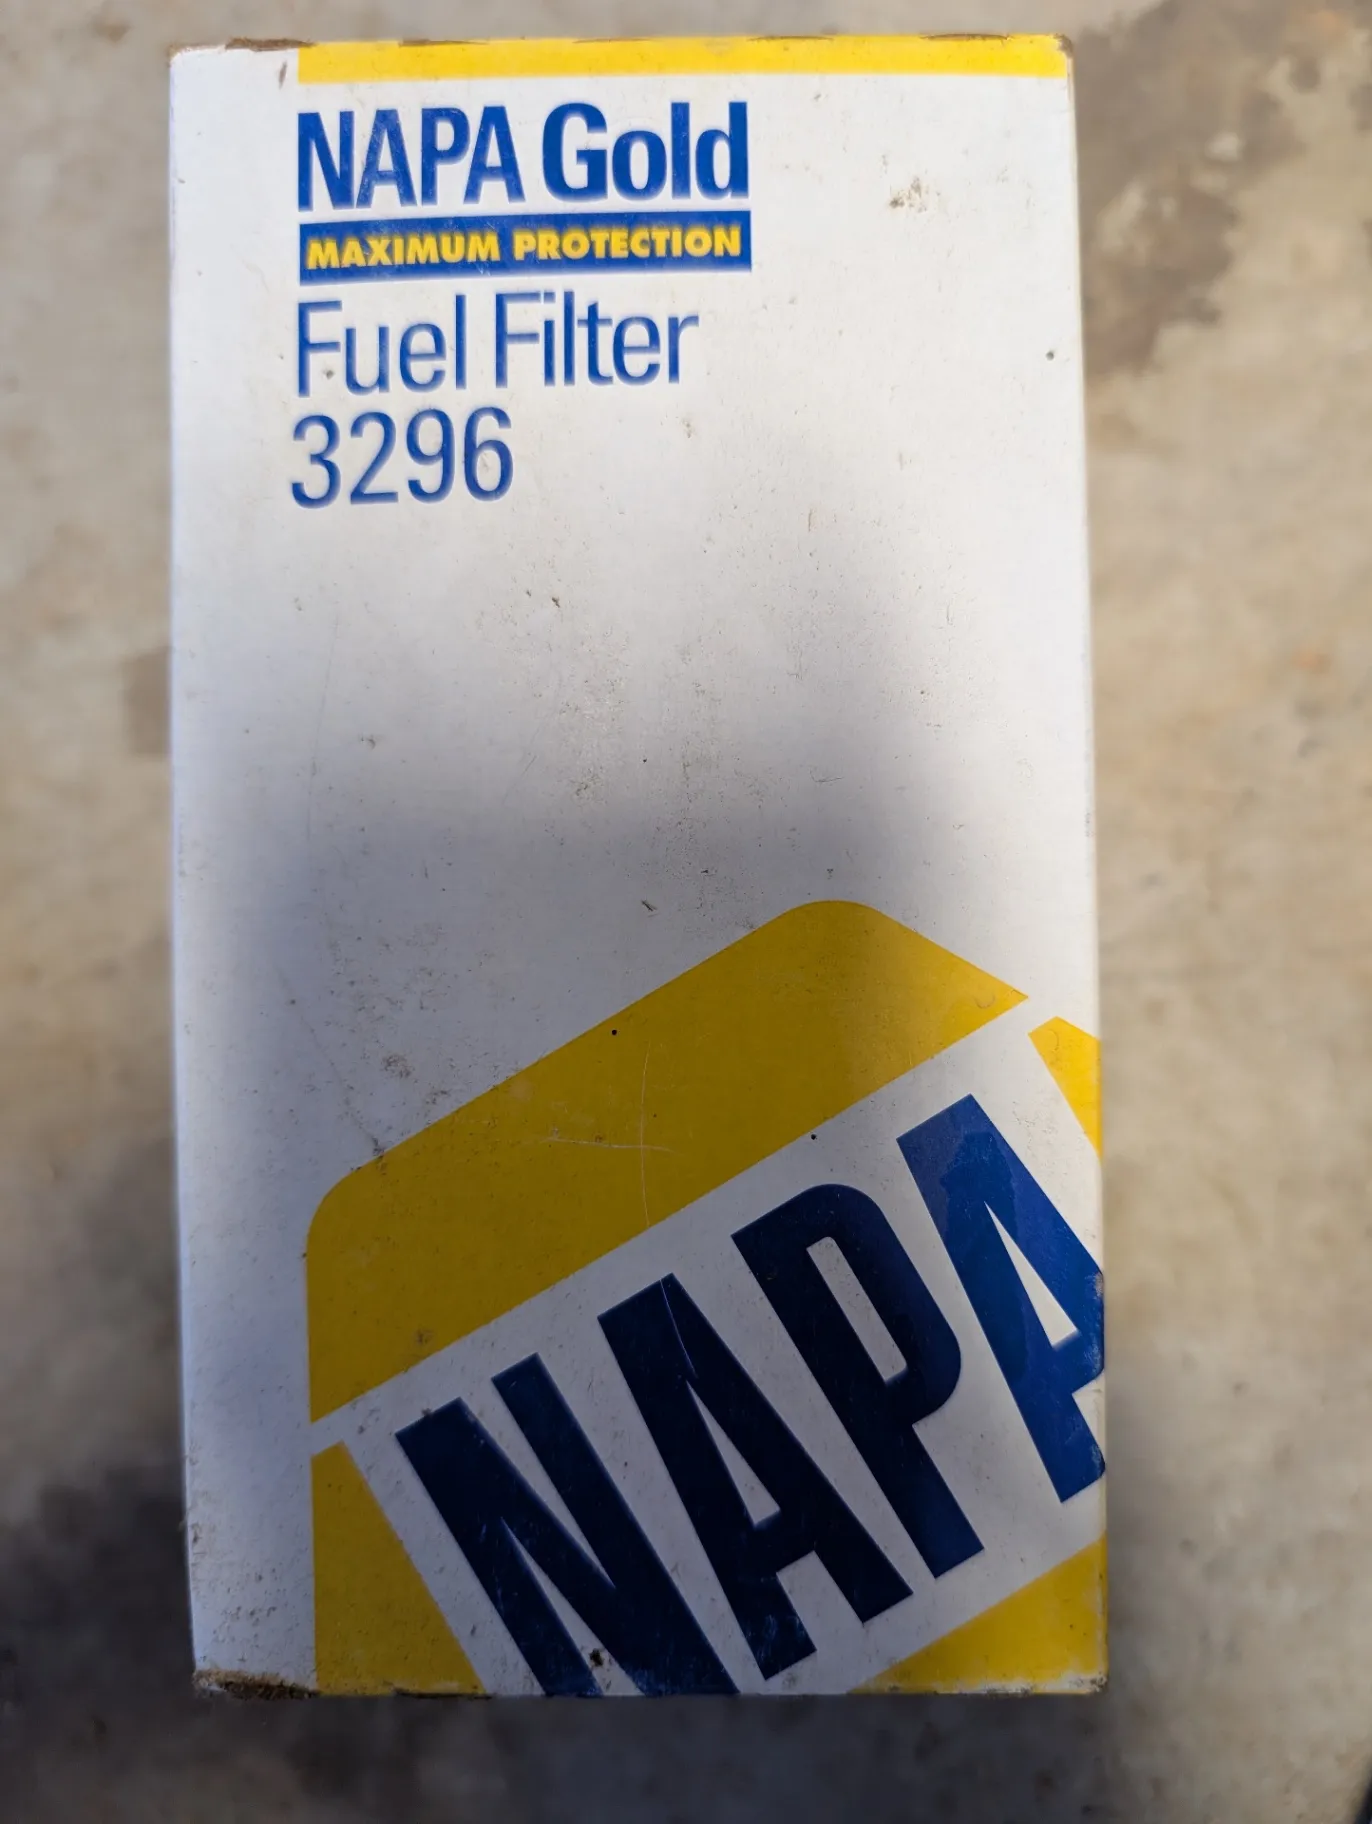 NAPA Gold
MAXIMUM PROTECTION
Fuel Filter
3296
NAPA